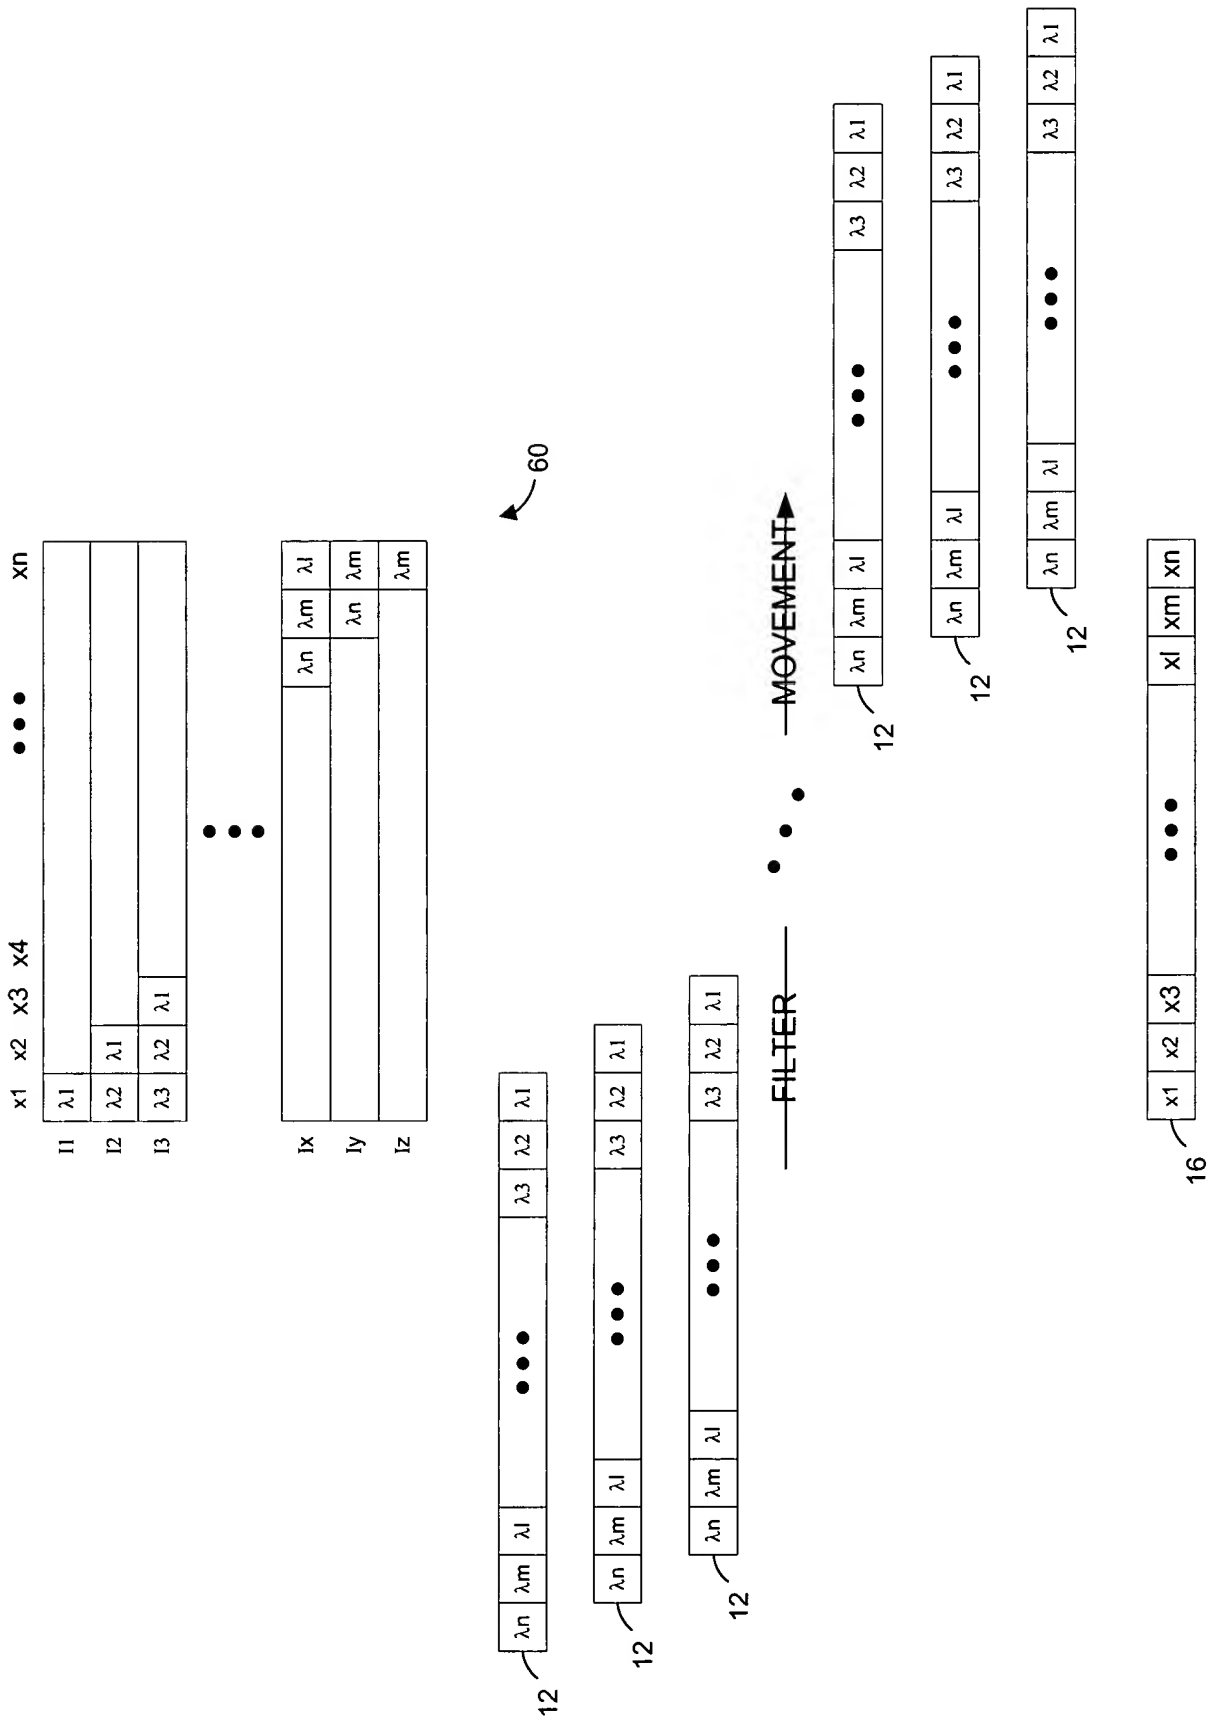 x1 x2 x3 x4 ••• xn
I1 λ1
I2 λ2 λ1
I3 λ3 λ2 λ1
•••
Ix λn λm λl
Iy λn λm
Iz λm
60
λn λm λl ••• λ3 λ2 λ1
12
λn λm λl ••• λ3 λ2 λ1
12
λn λm λl ••• λ3 λ2 λ1
12
FILTER ••• MOVEMENT
λn λm λl ••• λ3 λ2 λ1
12
λn λm λl ••• λ3 λ2 λ1
12
λn λm λl ••• λ3 λ2 λ1
12
x1 x2 x3 ••• xl xm xn
16